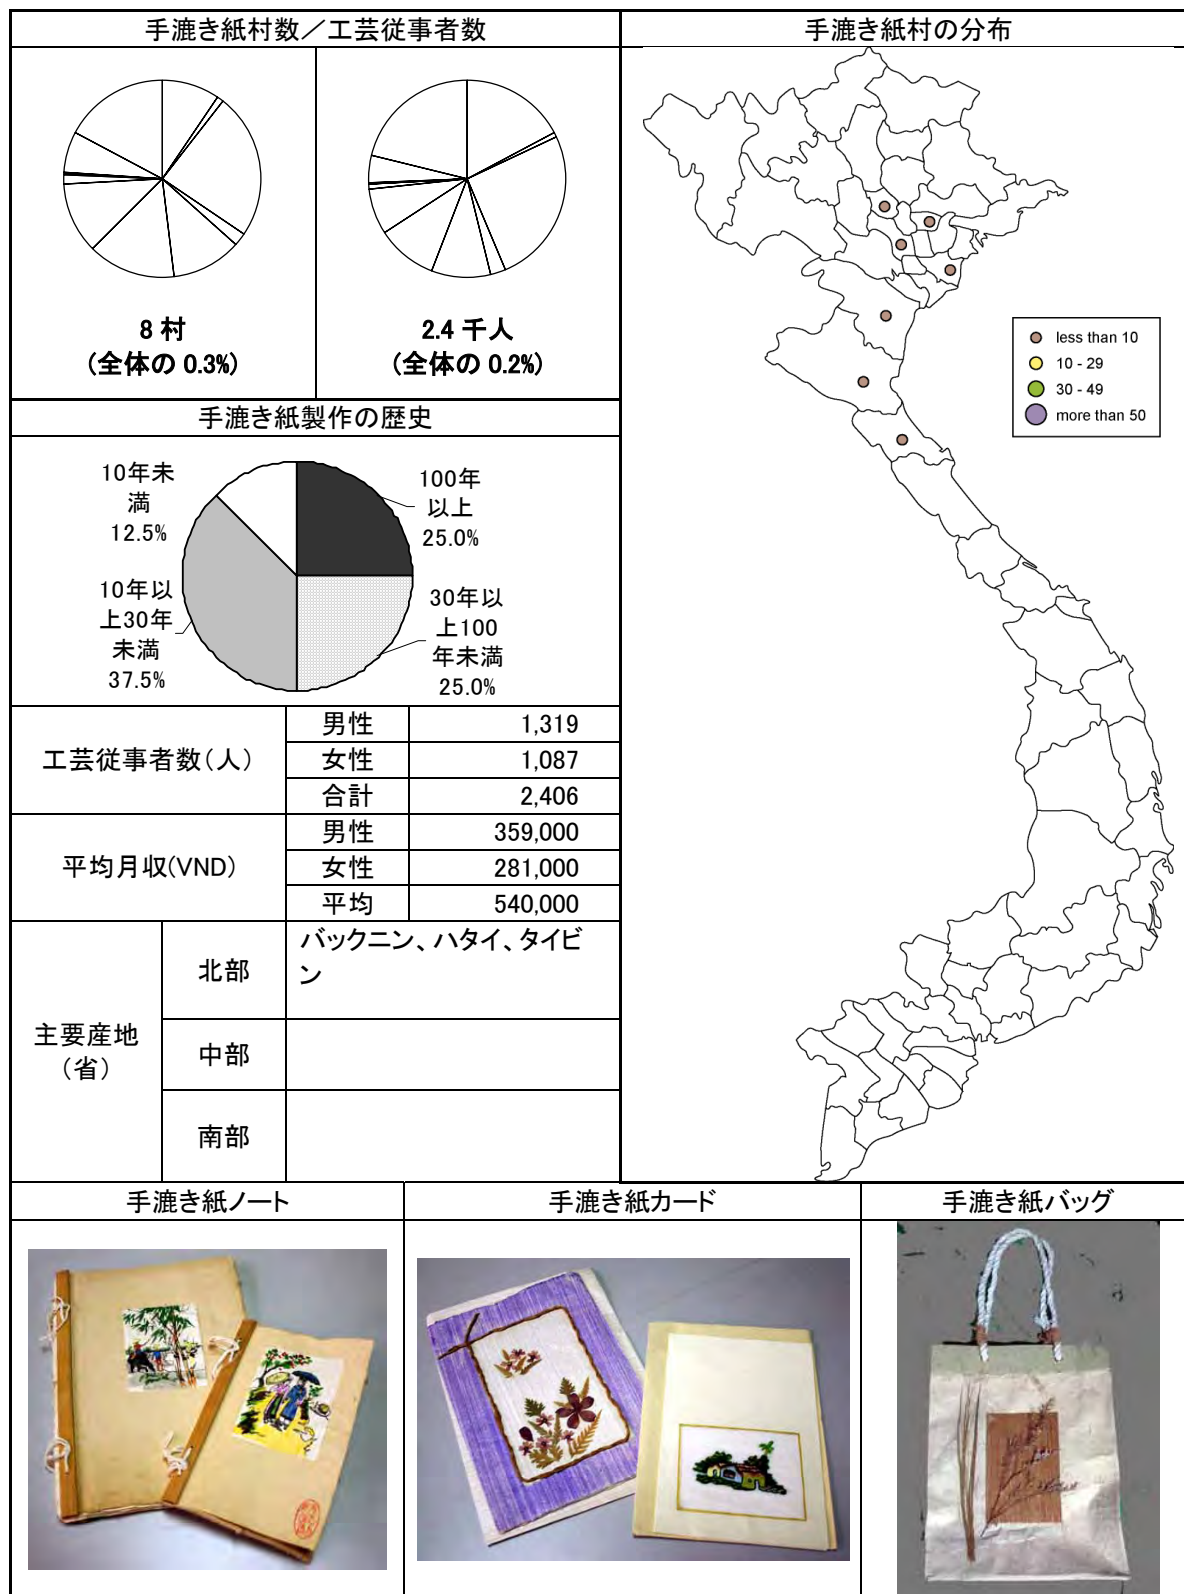 手漉き紙村数／工芸従事者数
手漉き紙村の分布
8 村
(全体の 0.3%)
2.4 千人
(全体の 0.2%)
less than 10
10 - 29
30 - 49
more than 50
手漉き紙製作の歴史
10年未
満
12.5%
100年
以上
25.0%
10年以
上30年
未満
37.5%
30年以
上100
年未満
25.0%
工芸従事者数(人)
男性
1,319
女性
1,087
合計
2,406
平均月収(VND)
男性
359,000
女性
281,000
平均
540,000
主要産地
(省)
北部
バックニン、ハタイ、タイビ
ン
中部
南部
手漉き紙ノート
手漉き紙カード
手漉き紙バッグ